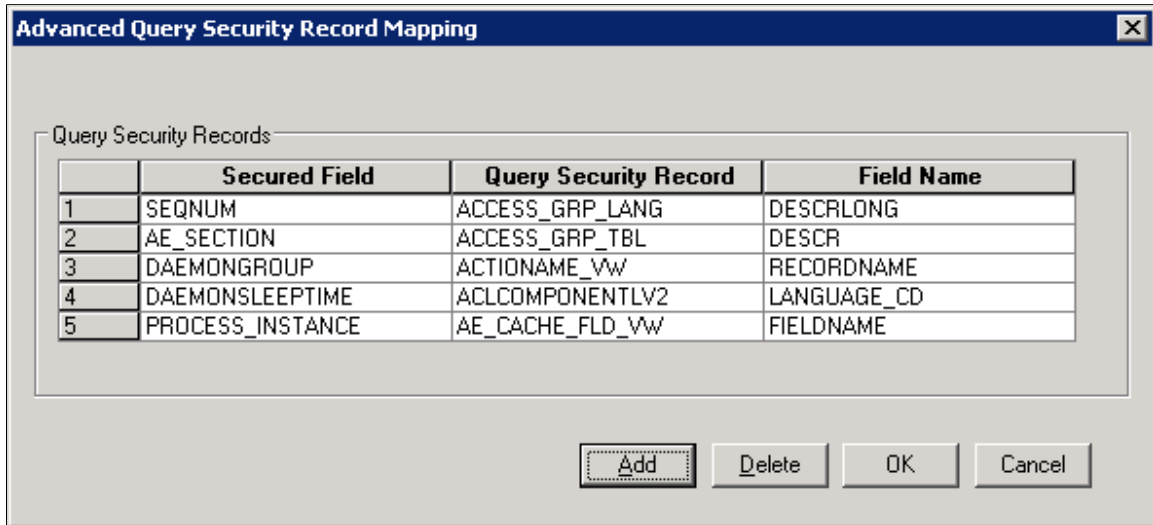 Advanced Query Security Record Mapping
Query Security Records
Secured Field Query Security Record Field Name
1 SEQNUM ACCESS_GRP_LANG DESCRLONG
2 AE_SECTION ACCESS_GRP_TBL DESCR
3 DAEMONGROUP ACTIONAME_VW RECORDNAME
4 DAEMONSLEEPTIME ACLCOMPONENTLV2 LANGUAGE_CD
5 PROCESS_INSTANCE AE_CACHE_FLD_VW FIELDNAME
Add Delete OK Cancel